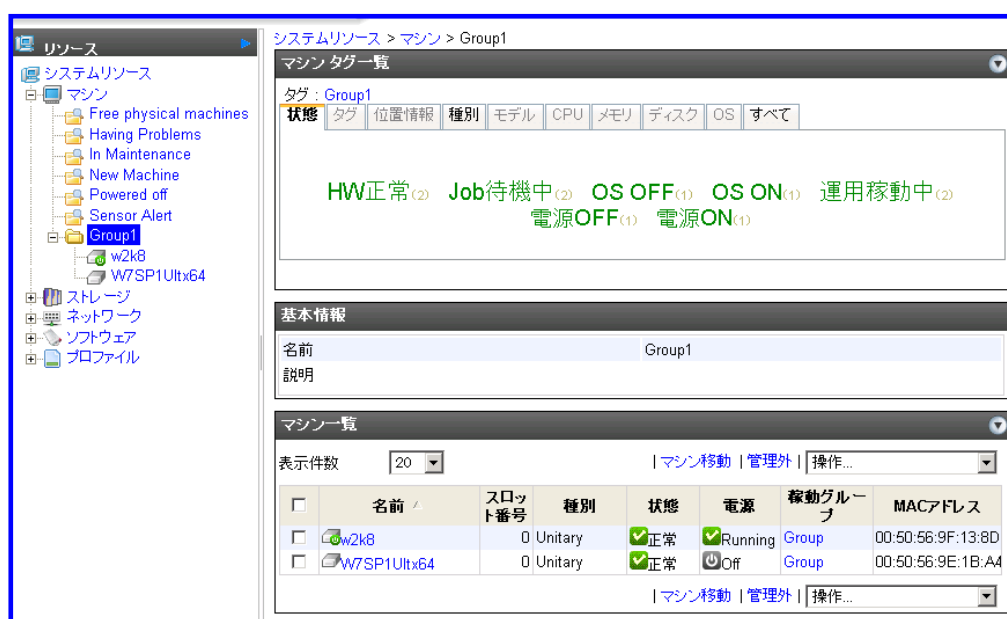 リソース
システムリソース
マシン
Free physical machines
Having Problems
In Maintenance
New Machine
Powered off
Sensor Alert
Group1
w2k8
W7SP1Ultx64
ストレージ
ネットワーク
ソフトウェア
プロファイル
システムリソース > マシン > Group1
マシン タグ一覧
タグ : Group1
状態 タグ 位置情報 種別 モデル CPU メモリ ディスク OS すべて
HW正常(2) Job待機中(2) OS OFF(1) OS ON(1) 運用稼動中(2)
電源OFF(1) 電源ON(1)
基本情報
名前 Group1
説明
マシン一覧
表示件数 20 | マシン移動 | 管理外 | 操作...
名前 スロット番号 種別 状態 電源 稼動グループ MACアドレス
w2k8 0 Unitary 正常 Running Group 00:50:56:9F:13:8D
W7SP1Ultx64 0 Unitary 正常 Off Group 00:50:56:9E:1B:A4
| マシン移動 | 管理外 | 操作...